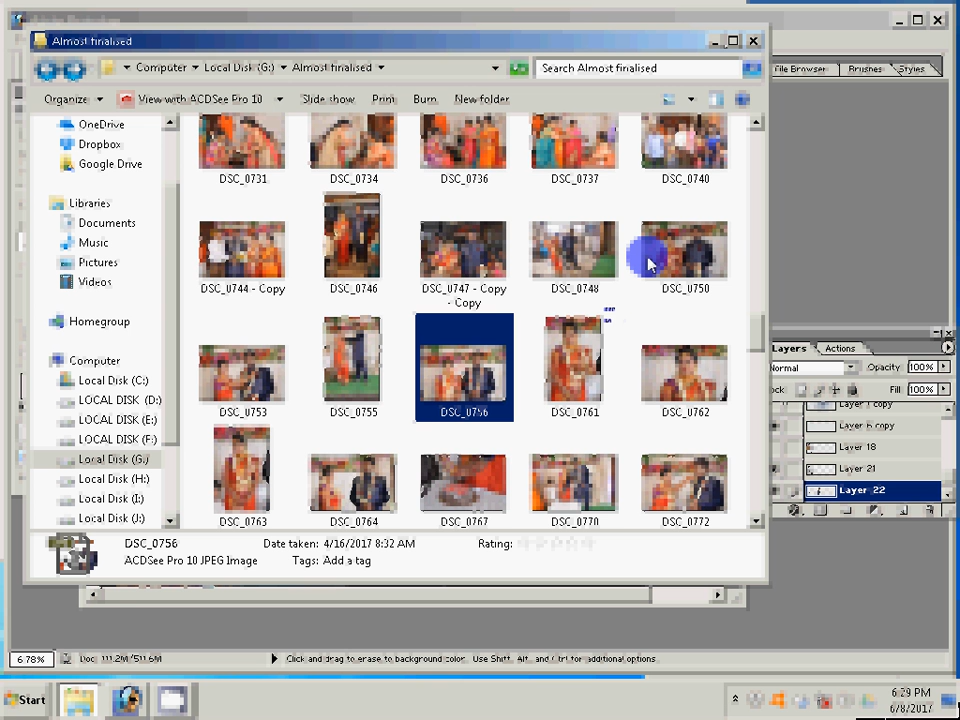 Almost finalised
Computer Local Disk (G:) Almost finalised
Search Almost finalised
File Browser Brushes Styles
Organize View with ACDSee Pro 10 Slide show Print Burn New folder
OneDrive
Dropbox
Google Drive
DSC_0731 DSC_0734 DSC_0736 DSC_0737 DSC_0740
Libraries
Documents
Music
Pictures
Videos
DSC_0744 - Copy DSC_0746 DSC_0747 - Copy - Copy DSC_0748 DSC_0750
Homegroup
Computer
Local Disk (C:)
LOCAL DISK (D:)
LOCAL DISK (E:)
LOCAL DISK (F:)
Local Disk (G:)
Local Disk (H:)
Local Disk (I:)
Local Disk (J:)
DSC_0753 DSC_0755 DSC_0756 DSC_0761 DSC_0762
DSC_0763 DSC_0764 DSC_0767 DSC_0770 DSC_0772
Layers Actions
Normal Opacity: 100%
ock: Fill: 100%
Layer 6 copy
Layer 18
Layer 21
Layer 22
DSC_0756 Date taken: 4/16/2017 8:32 AM Rating:
ACDSee Pro 10 JPEG Image Tags: Add a tag
6.78% Doc: 111.2M/511.6M Click and drag to erase to background color. Use Shift, Alt, and Ctrl for additional options.
Start
6:29 PM
6/8/2017